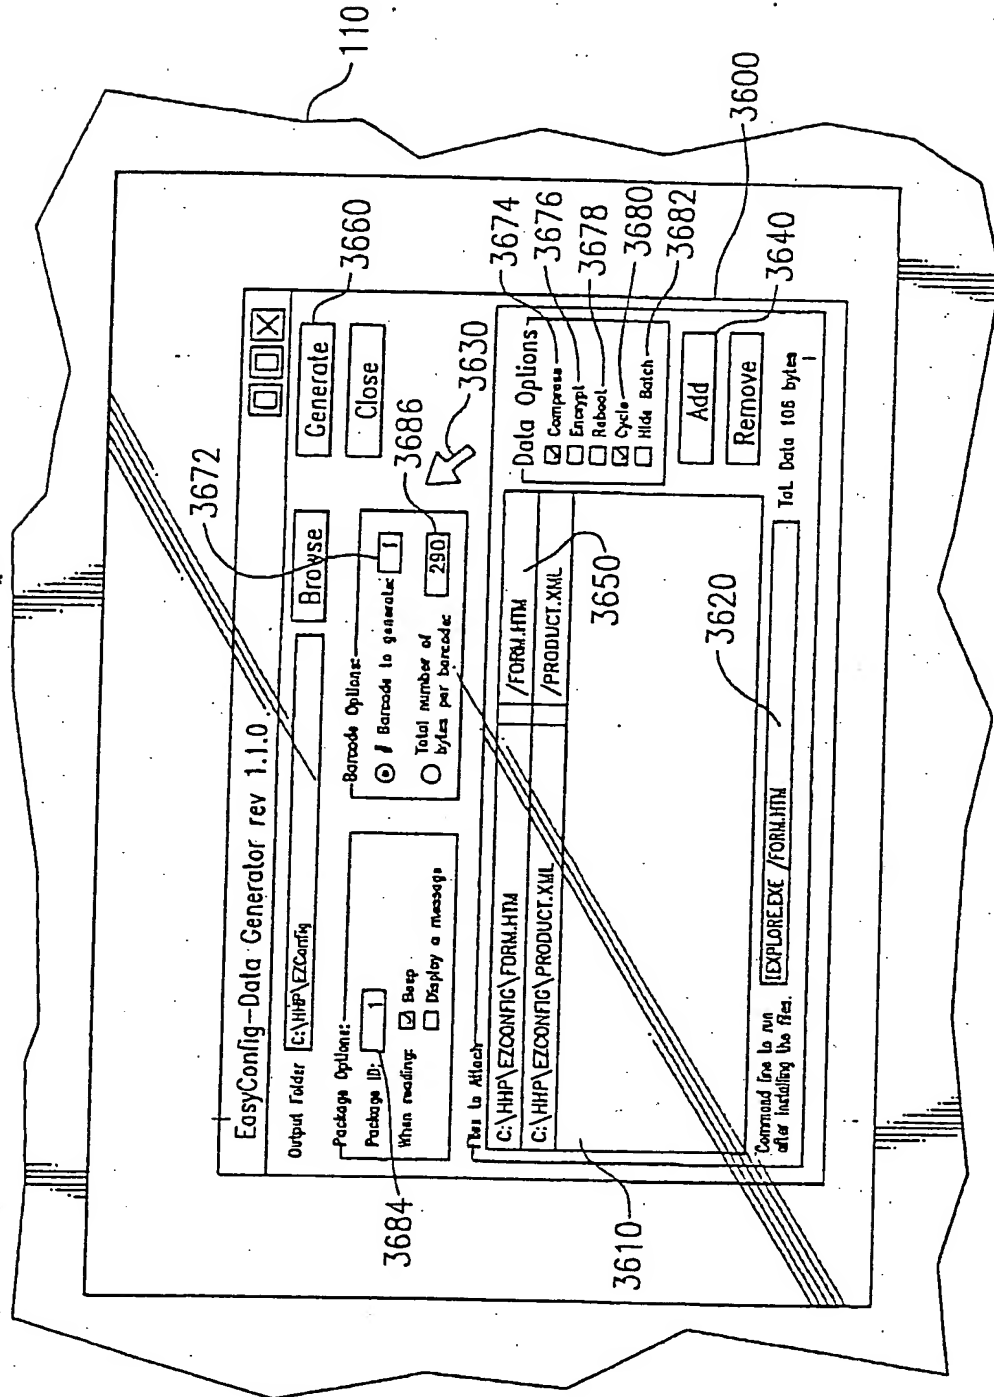 110
EasyConfig-Data Generator rev 1.1.0
Output Folder C:\HHP\EZConfig Browse Generate
Close
3660
3672
Package Options:
Package ID: 1
When reading: Beep
Display a message
Barcode Options:
# Barcode to generate: 1
Total number of
bytes per barcode: 290
3686
3630
3684
Files to Attach
C:\HHP\EZCONFIG\FORM.HTM /FORM.HTM
C:\HHP\EZCONFIG\PRODUCT.XML /PRODUCT.XML
3610
3650
3620
Data Options
Compress
Encrypt
Reboot
Cycle
Hide Batch
3674
3676
3678
3680
3682
Add
Remove
3640
3600
Command line to run
after installing the files.
IEXPLORE.EXE /FORM.HTM
Tot. Data 106 bytes